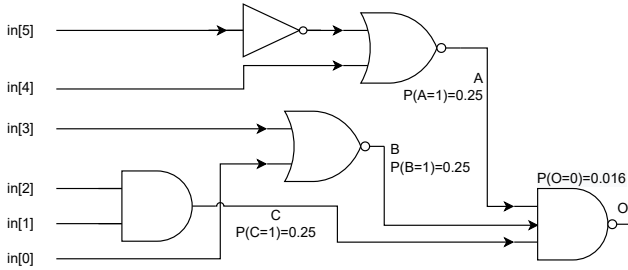 in[5]
in[4]
A
P(A=1)=0.25
in[3]
B
P(B=1)=0.25
in[2]
P(O=0)=0.016
in[1]
C
P(C=1)=0.25
O
in[0]